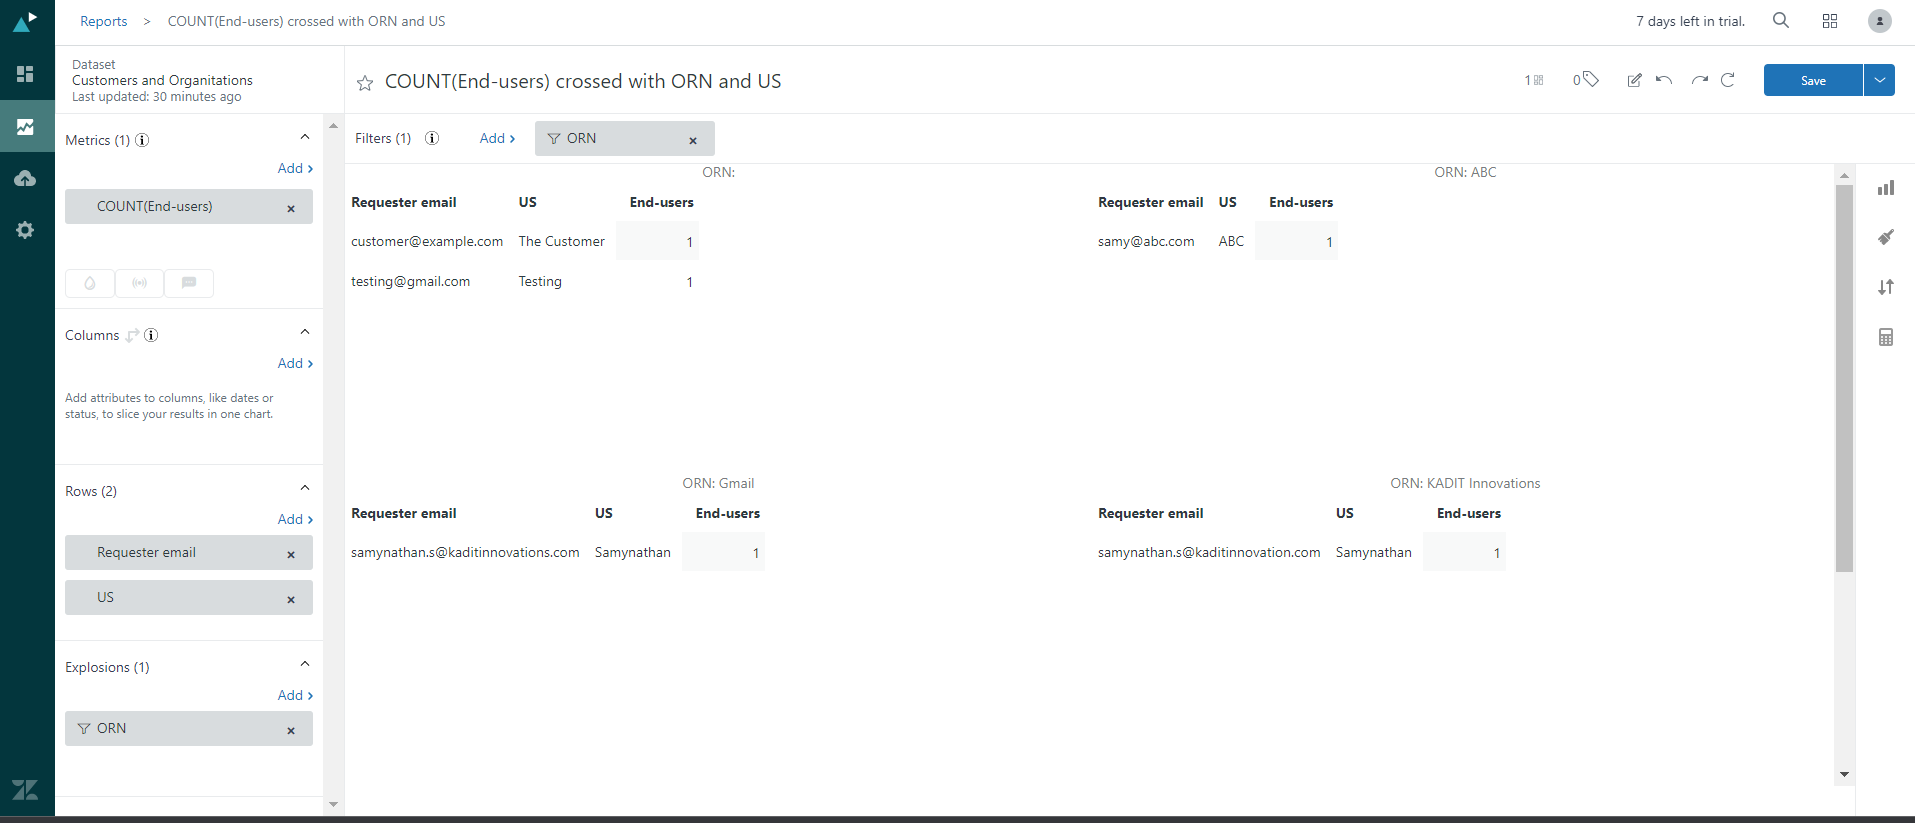 Reports > COUNT(End-users) crossed with ORN and US
7 days left in trial.
Dataset
Customers and Organitations
Last updated: 30 minutes ago
COUNT(End-users) crossed with ORN and US
1
0
Save
Metrics (1)
Add
COUNT(End-users)
Columns
Add
Add attributes to columns, like dates or
status, to slice your results in one chart.
Rows (2)
Add
Requester email
US
Explosions (1)
Add
ORN
Filters (1) Add ORN
ORN:
Requester email US End-users
customer@example.com The Customer 1
testing@gmail.com Testing 1
ORN: ABC
Requester email US End-users
samy@abc.com ABC 1
ORN: Gmail
Requester email US End-users
samynathan.s@kaditinnovations.com Samynathan 1
ORN: KADIT Innovations
Requester email US End-users
samynathan.s@kaditinnovation.com Samynathan 1